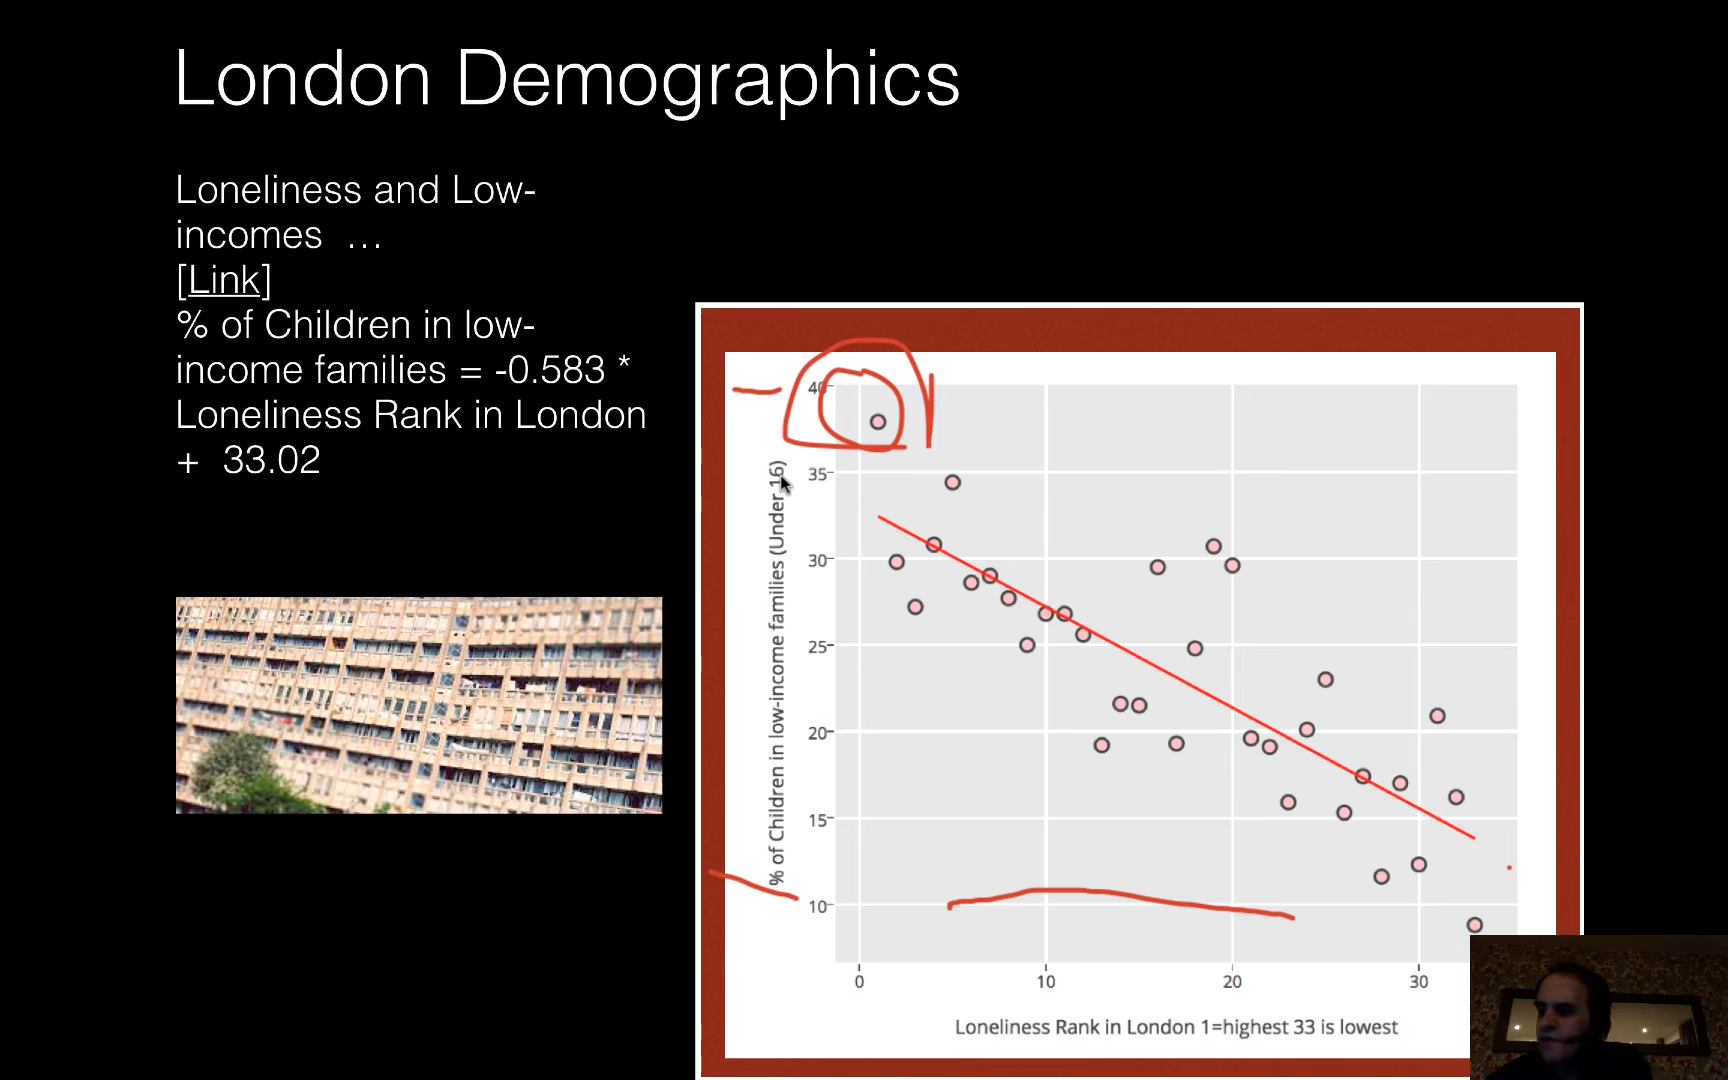 London Demographics
Loneliness and Low-
incomes ...
[Link]
% of Children in low-
income families = -0.583 *
Loneliness Rank in London
+ 33.02
% of Children in low-income families (Under 16)
40
35
30
25
20
15
10
0 10 20 30
Loneliness Rank in London 1=highest 33 is lowest